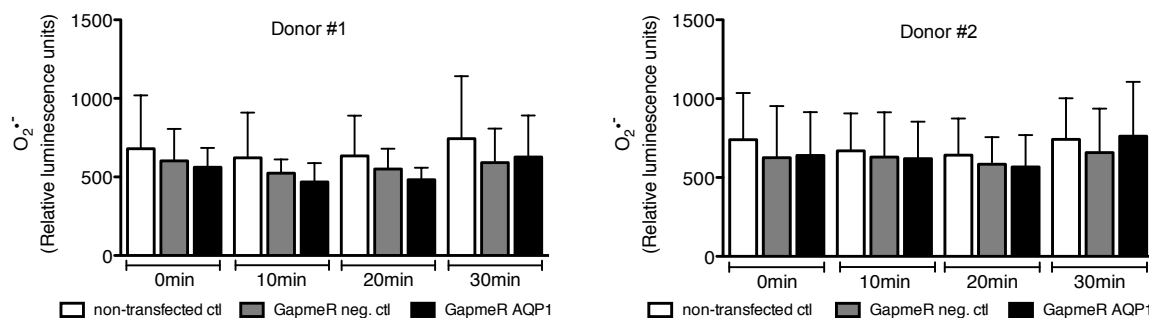 Donor #1
O₂•-
(Relative luminescence units)
1500
1000
500
0
0min 10min 20min 30min
non-transfected ctl GapmeR neg. ctl GapmeR AQP1
Donor #2
O₂•-
(Relative luminescence units)
1500
1000
500
0
0min 10min 20min 30min
non-transfected ctl GapmeR neg. ctl GapmeR AQP1